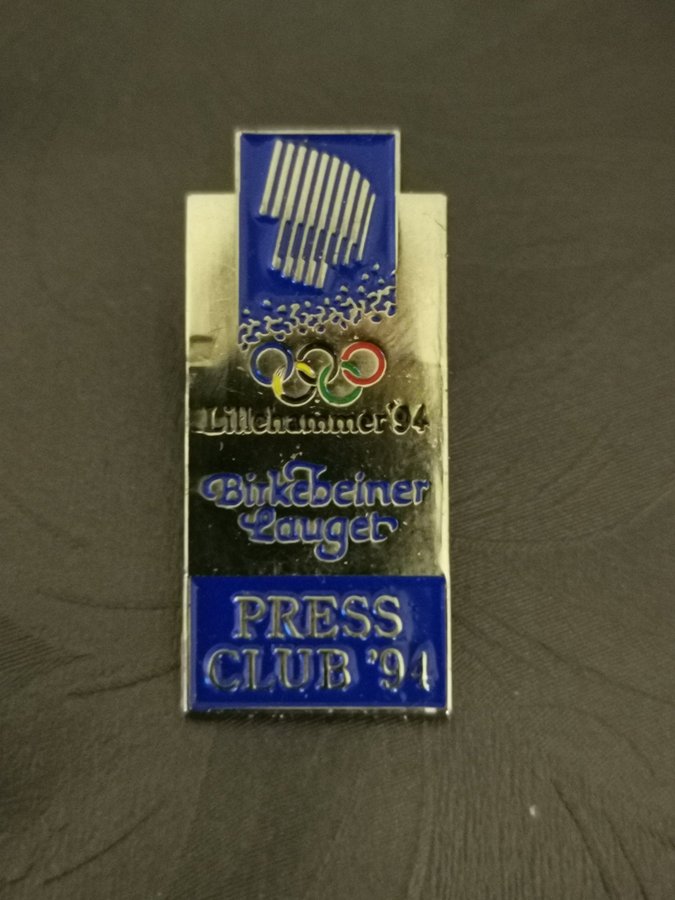 Lillehammer '94
Birkebeiner
Lauget
PRESS
CLUB '94